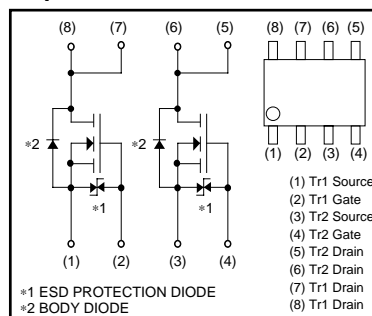 (8) (7) (6) (5)
(8) (7) (6) (5)
∗2 ∗2
∗1 ∗1
(1) (2) (3) (4)
(1) (2) (3) (4)
(1) Tr1 Source
(2) Tr1 Gate
(3) Tr2 Source
(4) Tr2 Gate
(5) Tr2 Drain
(6) Tr2 Drain
(7) Tr1 Drain
(8) Tr1 Drain
∗1 ESD PROTECTION DIODE
∗2 BODY DIODE